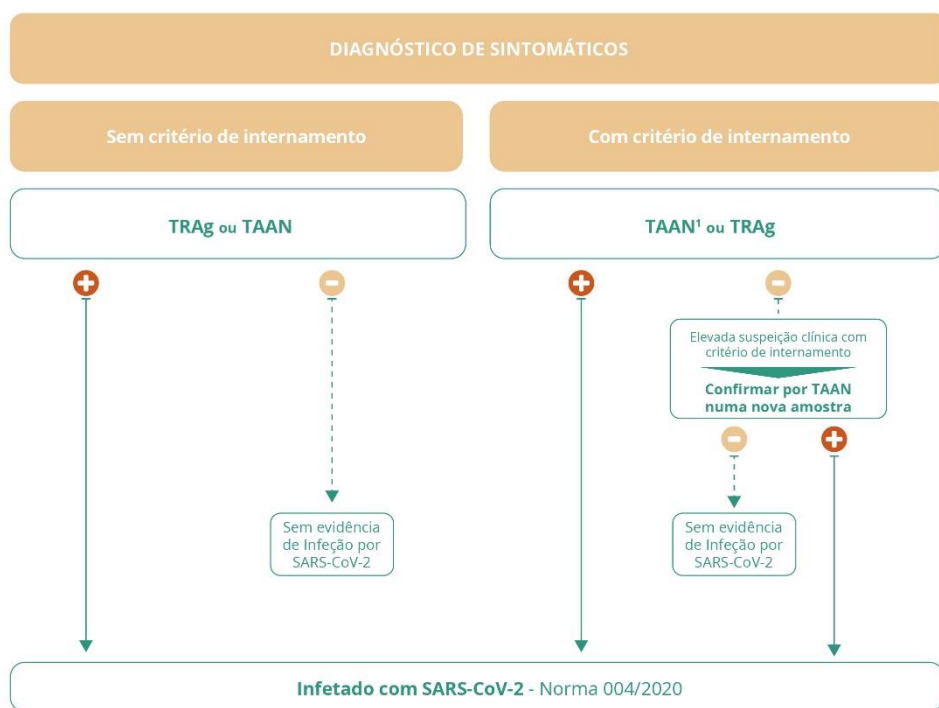 DIAGNÓSTICO DE SINTOMÁTICOS
Sem critério de internamento
Com critério de internamento
TRAg ou TAAN
TAAN¹ ou TRAg
Elevada suspeição clínica com
critério de internamento
Confirmar por TAAN
numa nova amostra
Sem evidência
de Infeção por
SARS-CoV-2
Sem evidência
de Infeção por
SARS-CoV-2
Infetado com SARS-CoV-2 - Norma 004/2020